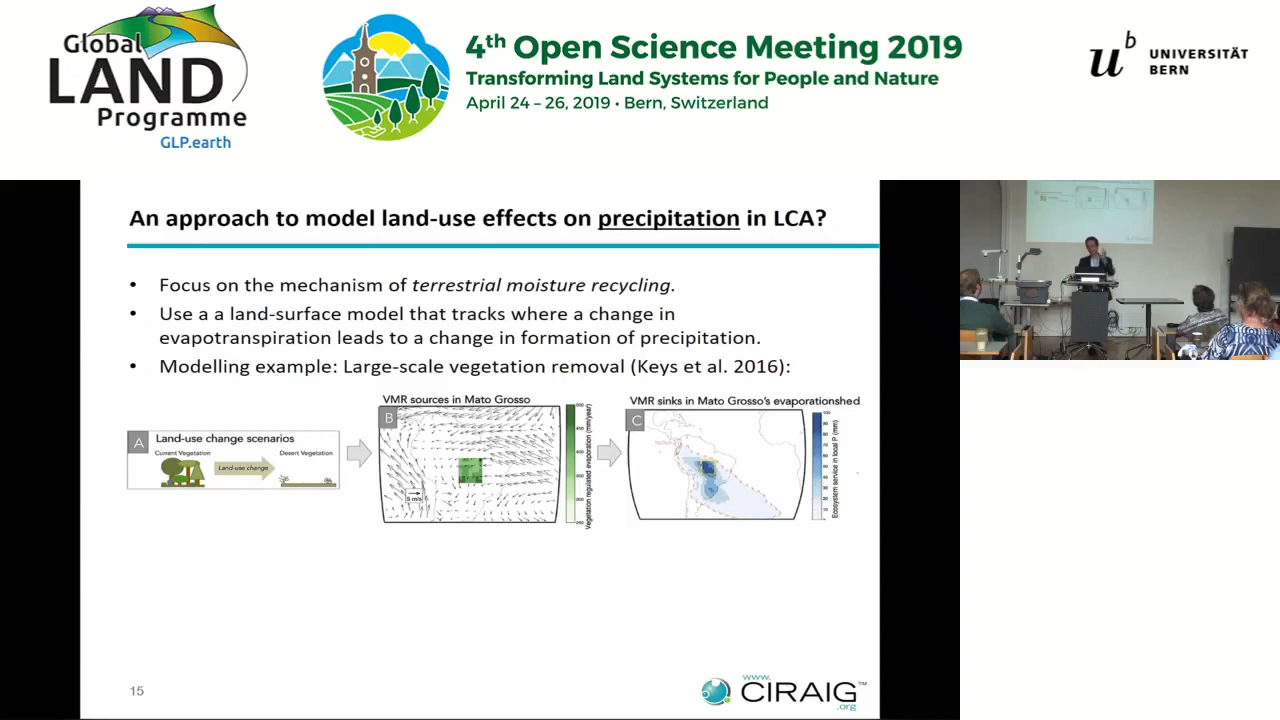 Global
LAND
Programme
GLP.earth
4th Open Science Meeting 2019
Transforming Land Systems for People and Nature
April 24 – 26, 2019 • Bern, Switzerland
u b
UNIVERSITÄT
BERN
An approach to model land-use effects on precipitation in LCA?
• Focus on the mechanism of terrestrial moisture recycling.
• Use a a land-surface model that tracks where a change in
evapotranspiration leads to a change in formation of precipitation.
• Modelling example: Large-scale vegetation removal (Keys et al. 2016):
A
Land-use change scenarios
Current Vegetation
Land-use change
Desert Vegetation
VMR sources in Mato Grosso
B
5 m/s
Vegetation regulated evaporation (mm/year)
VMR sinks in Mato Grosso's evaporationshed
C
Ecosystem service in local P (mm)
15
www.
CIRAIG™
.org